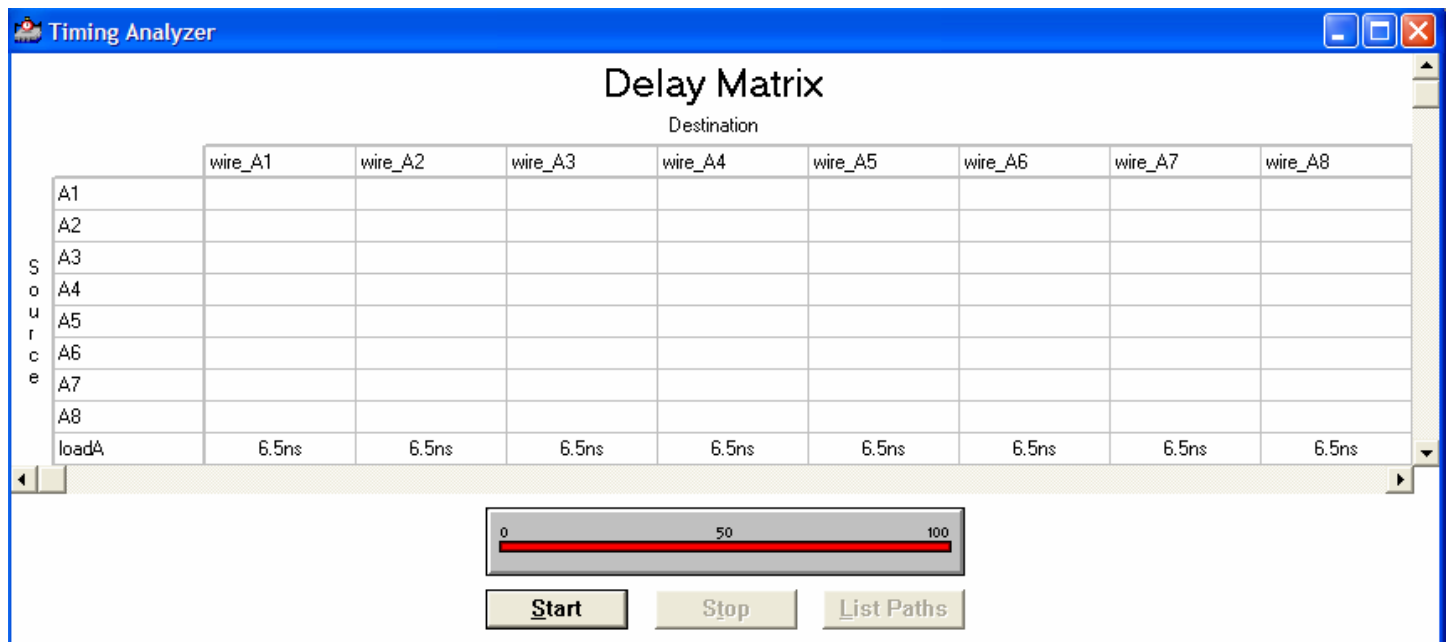 Timing Analyzer
Delay Matrix
Destination
wire_A1 wire_A2 wire_A3 wire_A4 wire_A5 wire_A6 wire_A7 wire_A8
Source
A1
A2
A3
A4
A5
A6
A7
A8
loadA 6.5ns 6.5ns 6.5ns 6.5ns 6.5ns 6.5ns 6.5ns 6.5ns
0 50 100
Start Stop List Paths